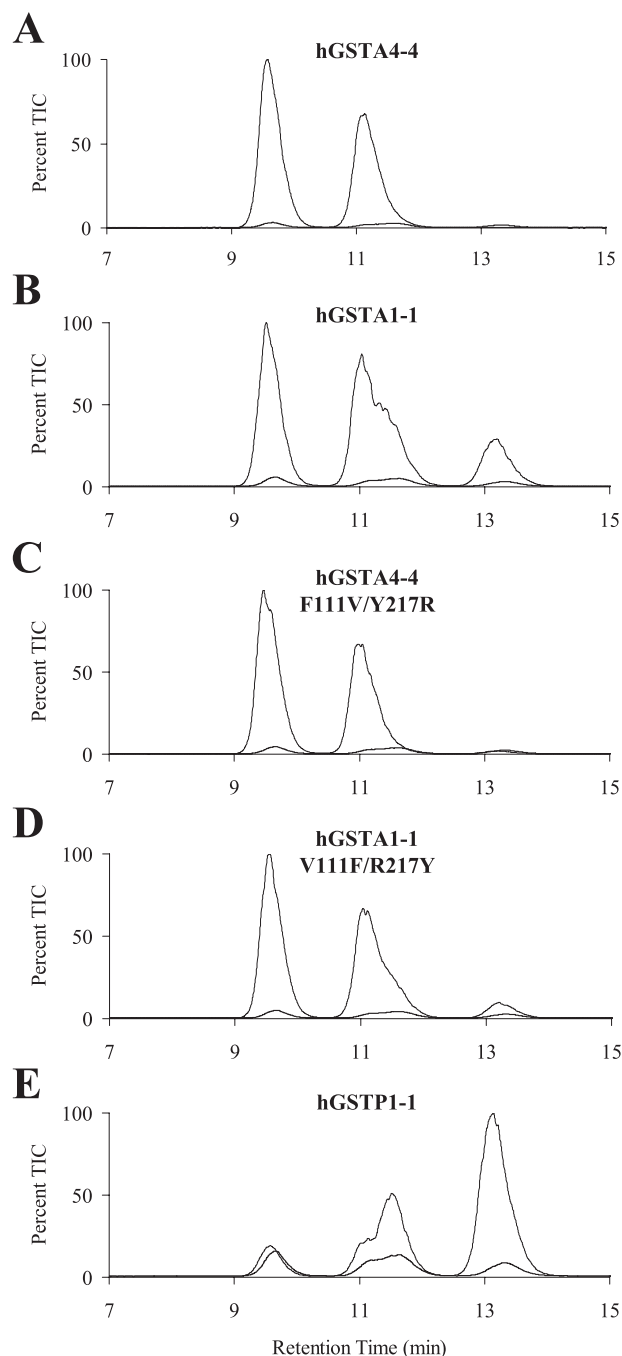 A
hGSTA4-4
100
50
0
Percent TIC
7 9 11 13 15
B
hGSTA1-1
100
50
0
Percent TIC
7 9 11 13 15
C
hGSTA4-4
F111V/Y217R
100
50
0
Percent TIC
7 9 11 13 15
D
hGSTA1-1
V111F/R217Y
100
50
0
Percent TIC
7 9 11 13 15
E
hGSTP1-1
100
50
0
Percent TIC
7 9 11 13 15
Retention Time (min)